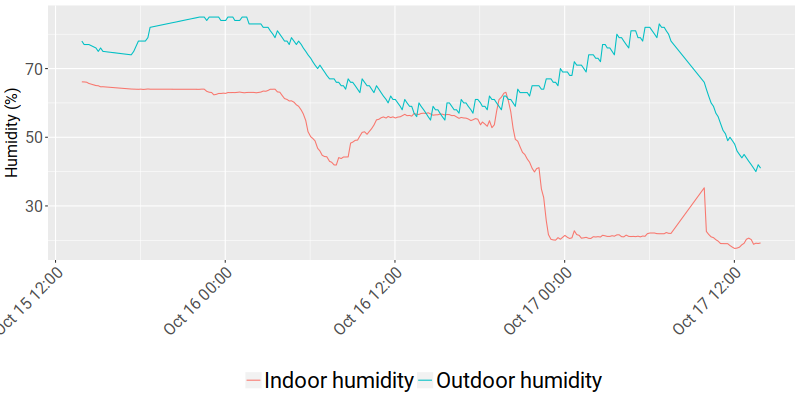 Humidity (%)
70
50
30
Oct 15 12:00
Oct 16 00:00
Oct 16 12:00
Oct 17 00:00
Oct 17 12:00
Indoor humidity Outdoor humidity